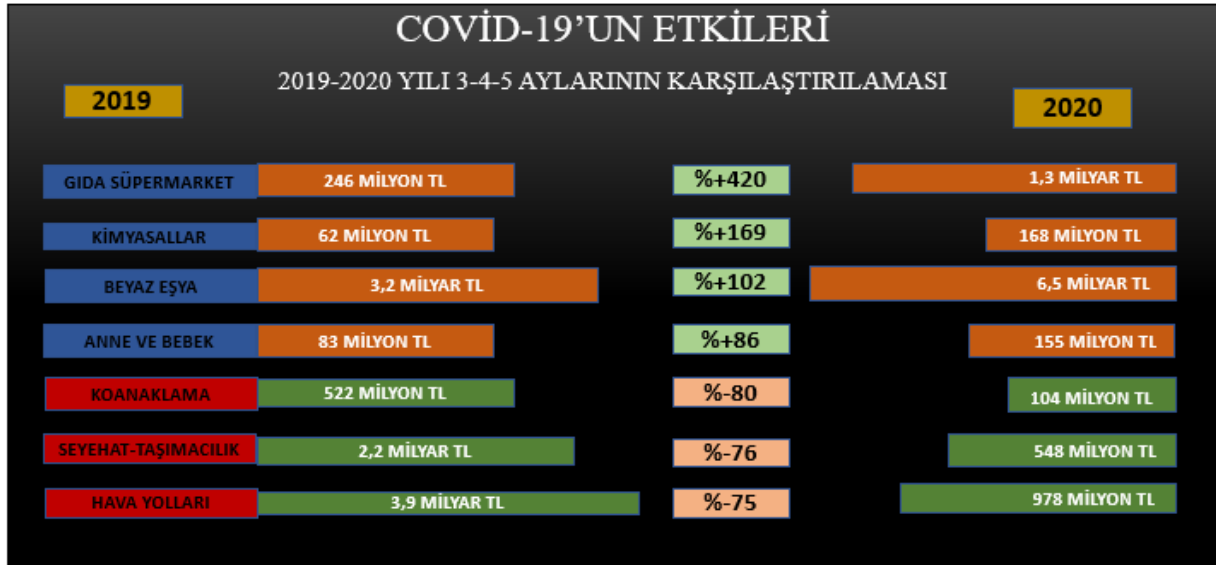 COVİD-19'UN ETKİLERİ
2019-2020 YILI 3-4-5 AYLARININ KARŞILAŞTIRILAMASI
2019
2020
GIDA SÜPERMARKET 246 MİLYON TL %+420 1,3 MİLYAR TL
KİMYASALLAR 62 MİLYON TL %+169 168 MİLYON TL
BEYAZ EŞYA 3,2 MİLYAR TL %+102 6,5 MİLYAR TL
ANNE VE BEBEK 83 MİLYON TL %+86 155 MİLYON TL
KOANAKLAMA 522 MİLYON TL %-80 104 MİLYON TL
SEYEHAT-TAŞIMACILIK 2,2 MİLYAR TL %-76 548 MİLYON TL
HAVA YOLLARI 3,9 MİLYAR TL %-75 978 MİLYON TL